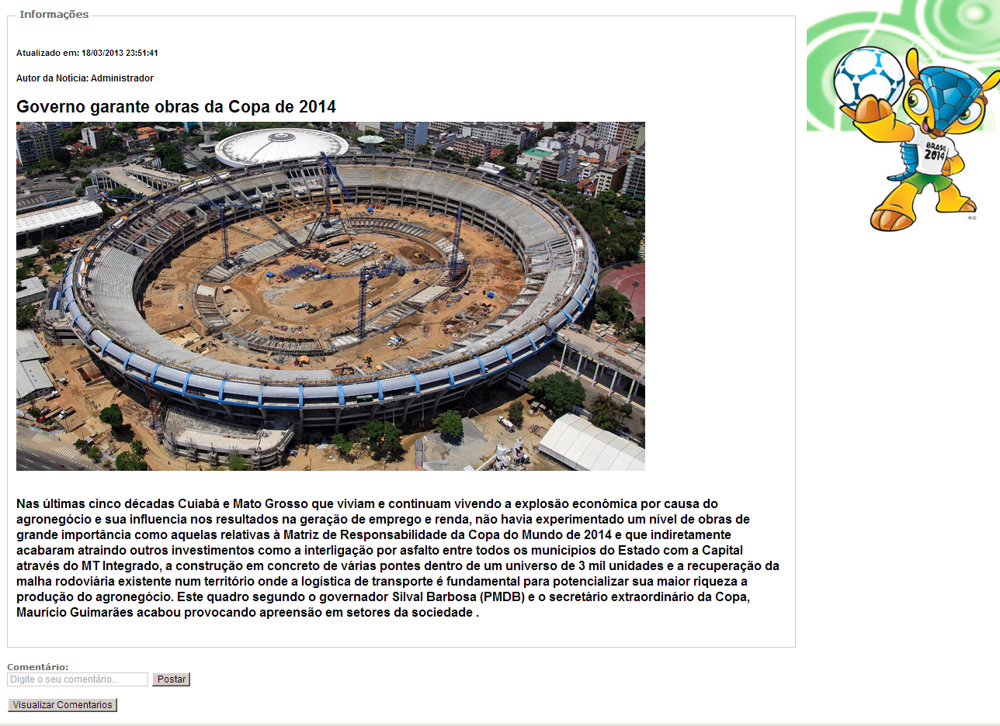 Informações
Atualizado em: 18/03/2013 23:51:41
Autor da Notícia: Administrador
Governo garante obras da Copa de 2014
BRASIL
2014
Nas últimas cinco décadas Cuiabá e Mato Grosso que viviam e continuam vivendo a explosão econômica por causa do
agronegócio e sua influencia nos resultados na geração de emprego e renda, não havia experimentado um nível de obras de
grande importância como aquelas relativas à Matriz de Responsabilidade da Copa do Mundo de 2014 e que indiretamente
acabaram atraindo outros investimentos como a interligação por asfalto entre todos os municípios do Estado com a Capital
através do MT Integrado, a construção em concreto de várias pontes dentro de um universo de 3 mil unidades e a recuperação da
malha rodoviária existente num território onde a logística de transporte é fundamental para potencializar sua maior riqueza a
produção do agronegócio. Este quadro segundo o governador Silval Barbosa (PMDB) e o secretário extraordinário da Copa,
Maurício Guimarães acabou provocando apreensão em setores da sociedade .
Comentário:
Digite o seu comentário... Postar
Visualizar Comentarios